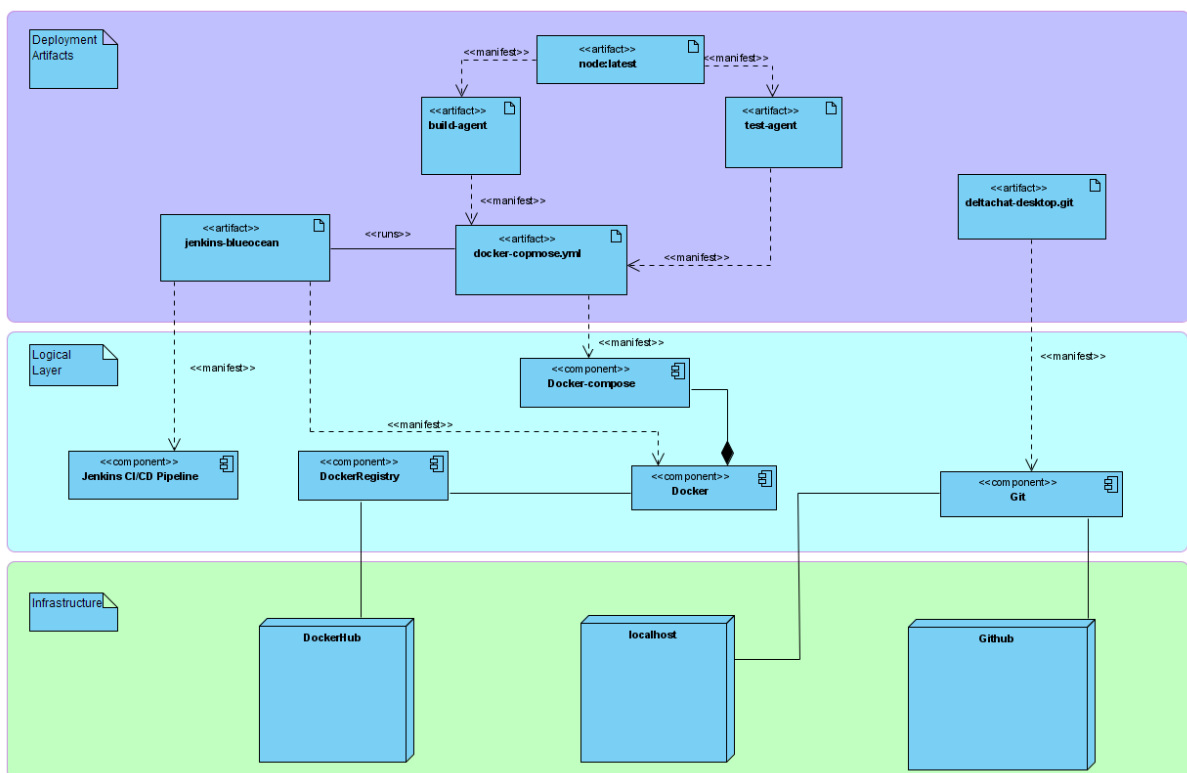 Deployment
Artifacts
<<manifest>>
<<artifact>>
node:latest
<<manifest>>
<<artifact>>
build-agent
<<artifact>>
test-agent
<<manifest>>
<<artifact>>
deltachat-desktop.git
<<artifact>>
jenkins-blueocean
<<runs>>
<<artifact>>
docker-copmose.yml
<<manifest>>
Logical
Layer
<<manifest>>
<<manifest>>
<<manifest>>
<<component>>
Docker-compose
<<manifest>>
<<component>>
Jenkins CI/CD Pipeline
<<component>>
DockerRegistry
<<component>>
Docker
<<component>>
Git
Infrastructure
DockerHub
localhost
Github